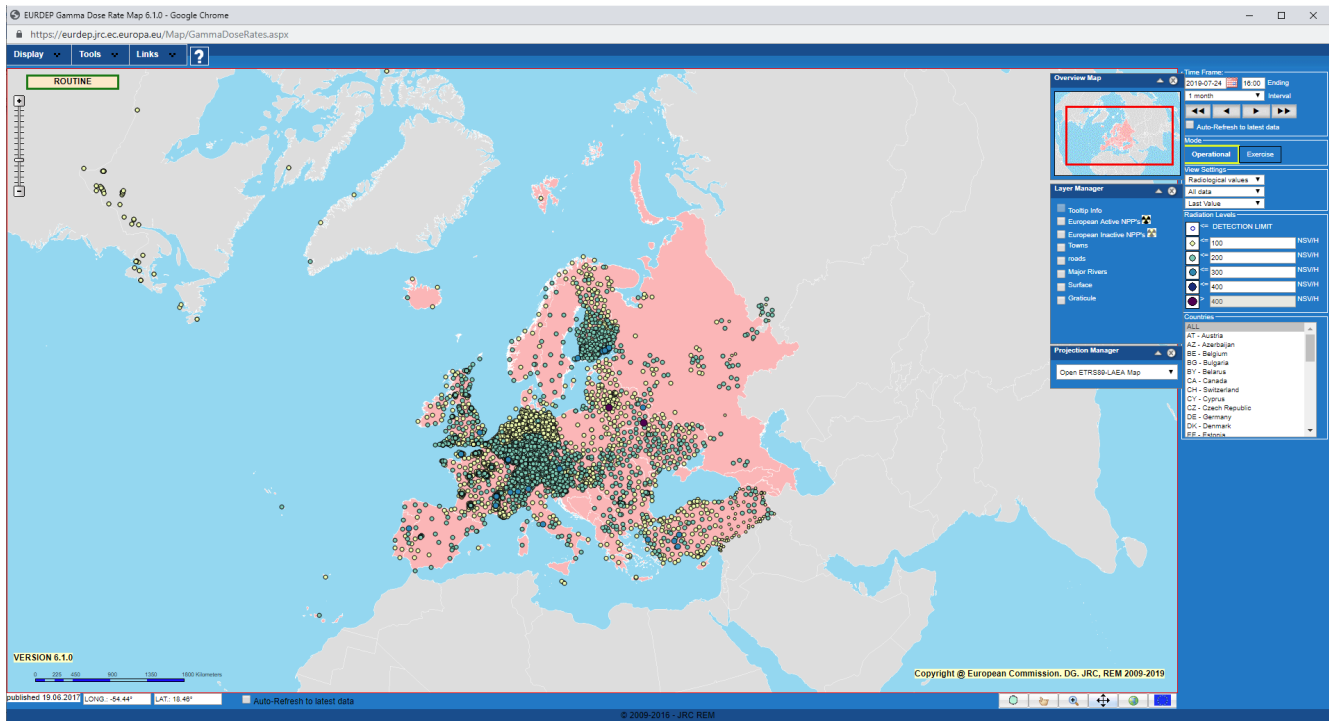 EURDEP Gamma Dose Rate Map 6.1.0 - Google Chrome
https://eurdep.jrc.ec.europa.eu/Map/GammaDoseRates.aspx
Display Tools Links ?
ROUTINE
Overview Map
Layer Manager
Tooltip Info
European Active NPP's
European Inactive NPP's
Towns
roads
Major Rivers
Surface
Graticule
Projection Manager
Open ETRS89-LAEA Map
Time Frame:
2019-07-24 16:00 Ending
1 month Interval
Auto-Refresh to latest data
Mode
Operational Exercise
View Settings
Radiological values
All data
Last Value
Radiation Levels
<= DETECTION LIMIT
<= 100 NSV/H
<= 200 NSV/H
<= 300 NSV/H
<= 400 NSV/H
> 400 NSV/H
Countries
ALL
AT - Austria
AZ - Azerbaijan
BE - Belgium
BG - Bulgaria
BY - Belarus
CA - Canada
CH - Switzerland
CY - Cyprus
CZ - Czech Republic
DE - Germany
DK - Denmark
EE - Estonia
VERSION 6.1.0
0 225 450 900 1350 1800 Kilometers
Copyright @ European Commission. DG. JRC, REM 2009-2019
published 19.06.2017 LONG.: -54.44° LAT.: 18.46° Auto-Refresh to latest data
© 2009-2016 - JRC REM